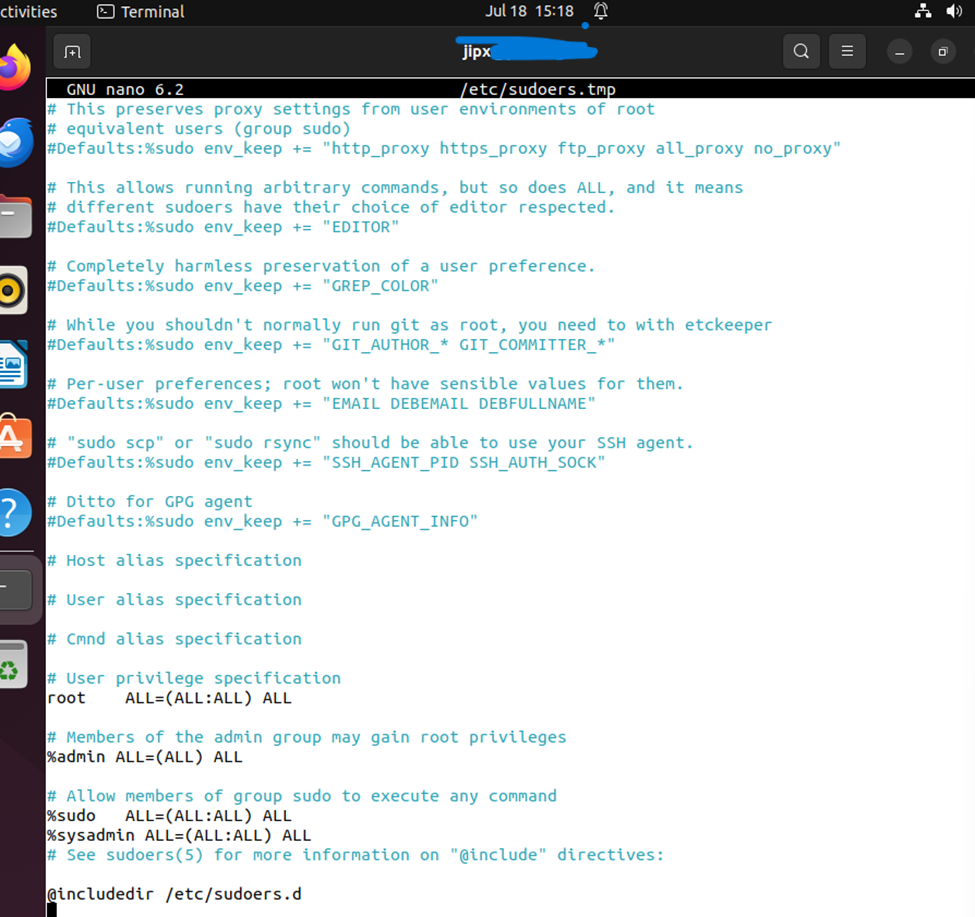 ctivities Terminal Jul 18 15:18
jipx
GNU nano 6.2 /etc/sudoers.tmp
# This preserves proxy settings from user environments of root
# equivalent users (group sudo)
#Defaults:%sudo env_keep += "http_proxy https_proxy ftp_proxy all_proxy no_proxy"
# This allows running arbitrary commands, but so does ALL, and it means
# different sudoers have their choice of editor respected.
#Defaults:%sudo env_keep += "EDITOR"
# Completely harmless preservation of a user preference.
#Defaults:%sudo env_keep += "GREP_COLOR"
# While you shouldn't normally run git as root, you need to with etckeeper
#Defaults:%sudo env_keep += "GIT_AUTHOR_* GIT_COMMITTER_*"
# Per-user preferences; root won't have sensible values for them.
#Defaults:%sudo env_keep += "EMAIL DEBEMAIL DEBFULLNAME"
# "sudo scp" or "sudo rsync" should be able to use your SSH agent.
#Defaults:%sudo env_keep += "SSH_AGENT_PID SSH_AUTH_SOCK"
# Ditto for GPG agent
#Defaults:%sudo env_keep += "GPG_AGENT_INFO"
# Host alias specification
# User alias specification
# Cmnd alias specification
# User privilege specification
root ALL=(ALL:ALL) ALL
# Members of the admin group may gain root privileges
%admin ALL=(ALL) ALL
# Allow members of group sudo to execute any command
%sudo ALL=(ALL:ALL) ALL
%sysadmin ALL=(ALL:ALL) ALL
# See sudoers(5) for more information on "@include" directives:
@includedir /etc/sudoers.d